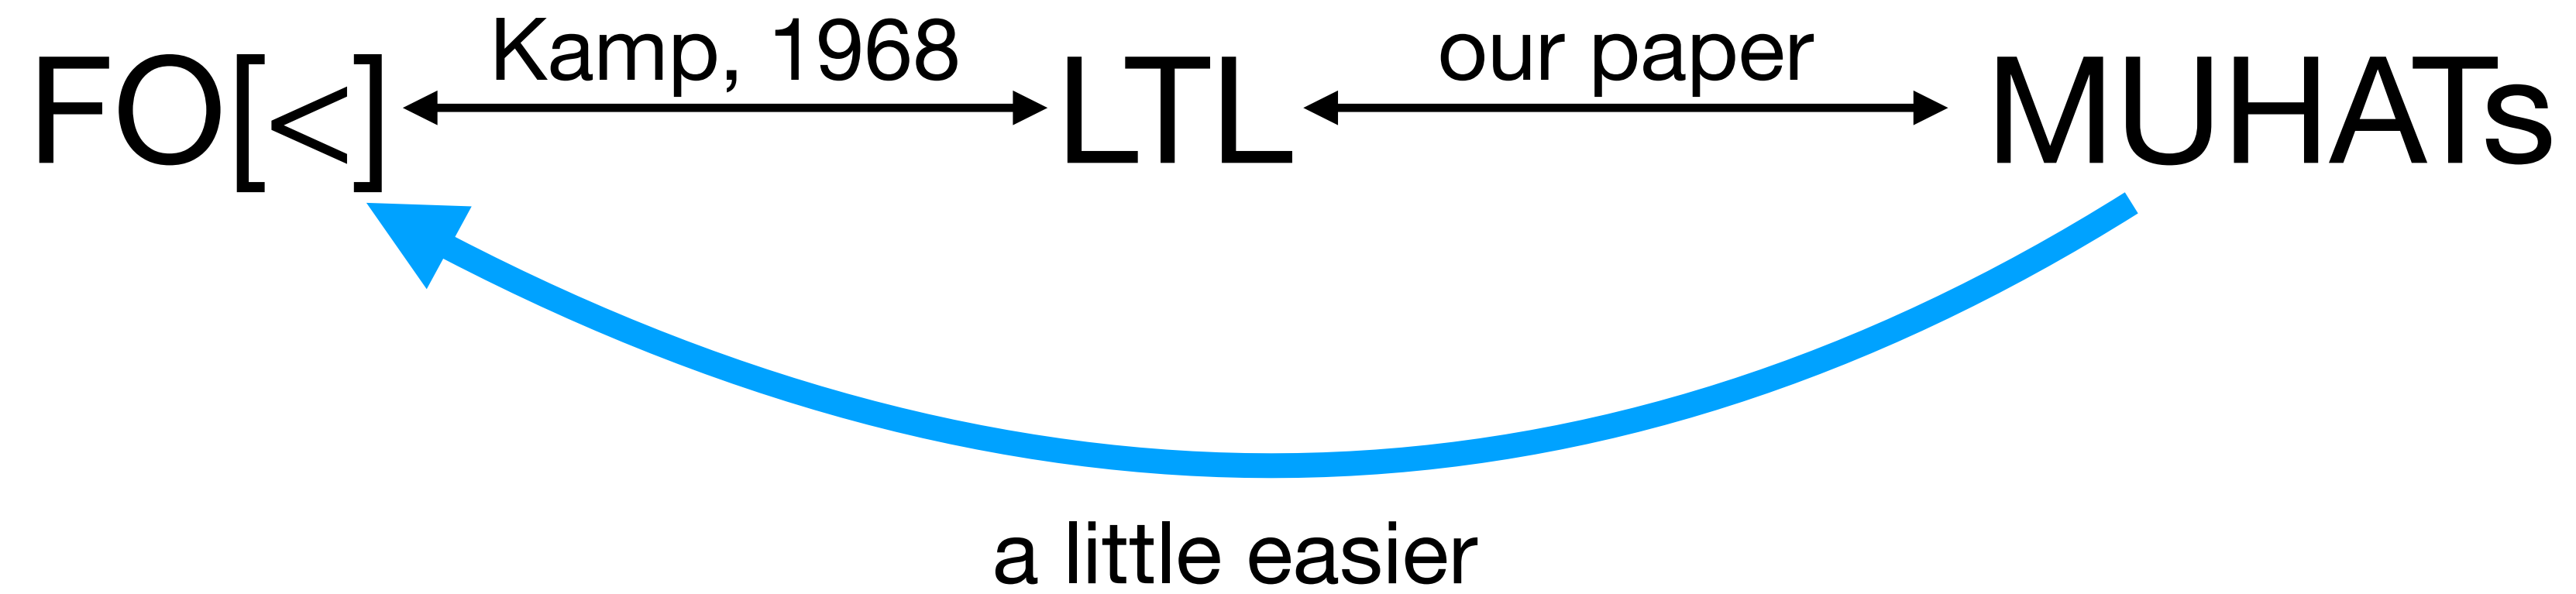 Kamp, 1968
our paper
FO[<] LTL MUHATs
a little easier